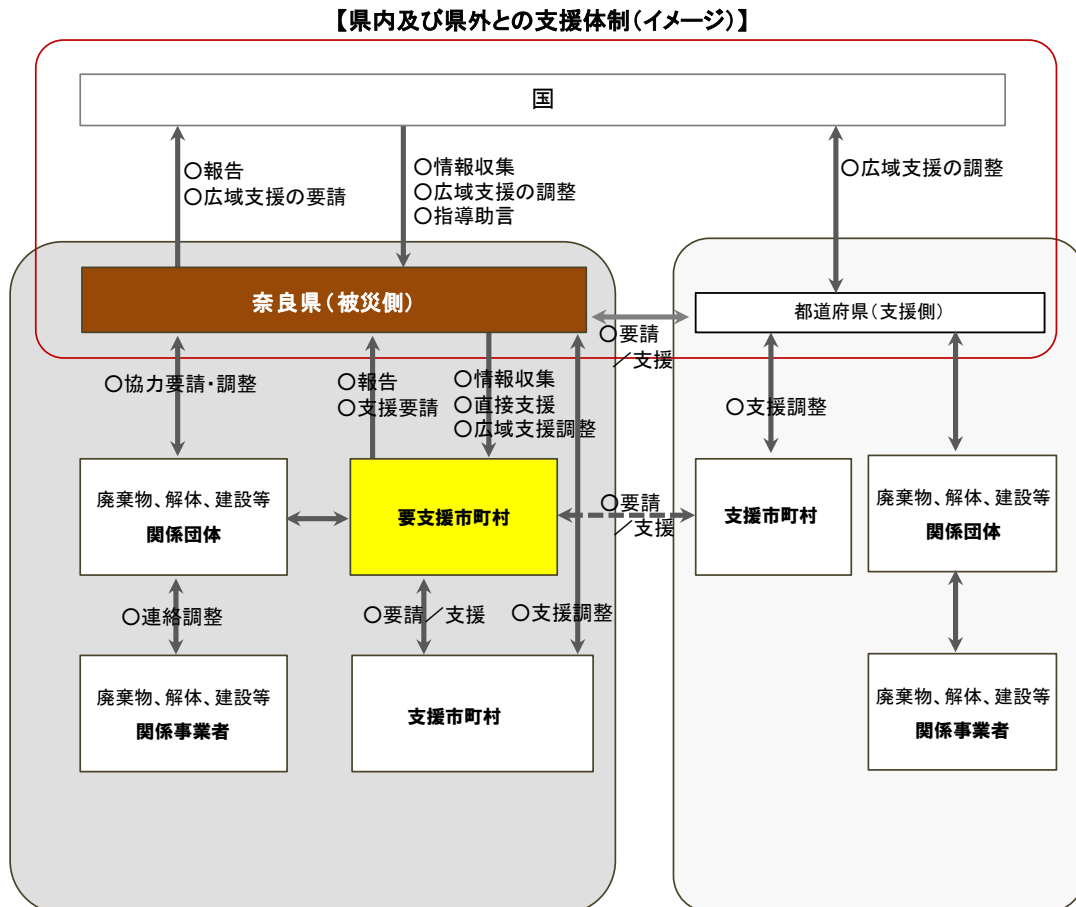 【県内及び県外との支援体制（イメージ）】
国
○報告
○広域支援の要請
○情報収集
○広域支援の調整
○指導助言
○広域支援の調整
奈良県（被災側）
都道府県（支援側）
○要請
／支援
○協力要請・調整
○報告
○支援要請
○情報収集
○直接支援
○広域支援調整
○支援調整
廃棄物、解体、建設等
関係団体
要支援市町村
○要請
／支援
支援市町村
廃棄物、解体、建設等
関係団体
○連絡調整
○要請／支援
○支援調整
廃棄物、解体、建設等
関係事業者
支援市町村
廃棄物、解体、建設等
関係事業者